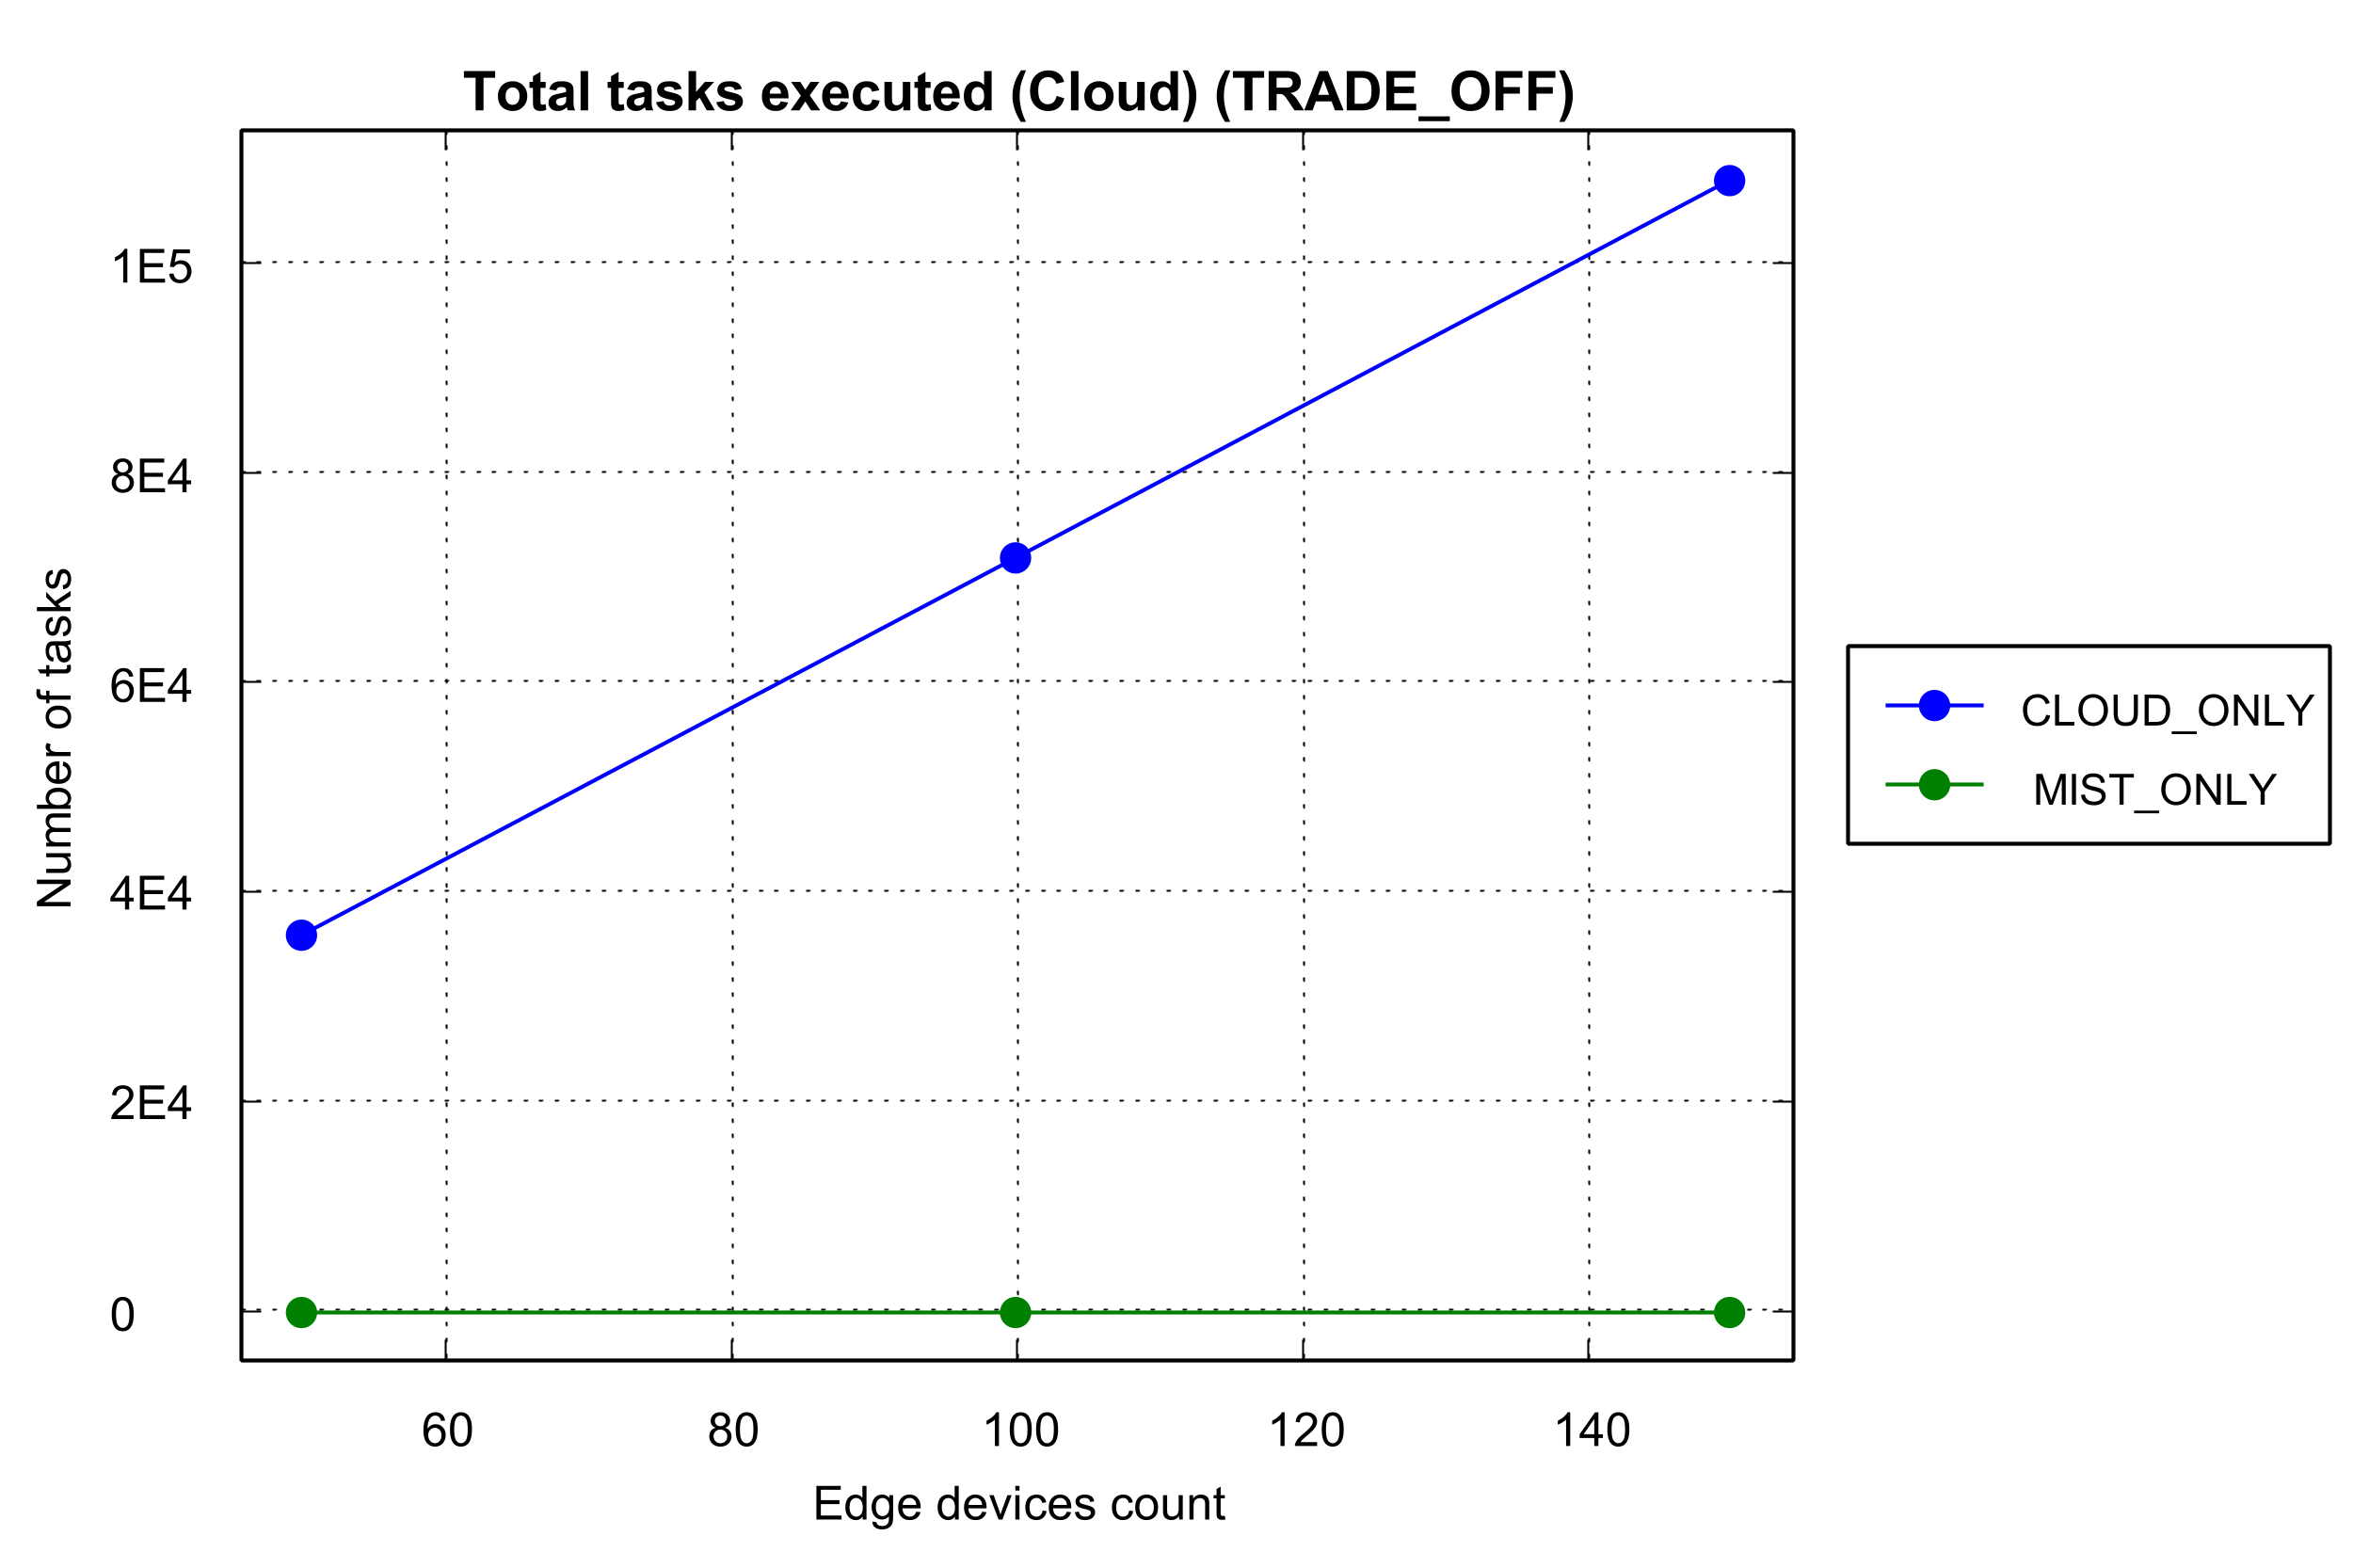 Total tasks executed (Cloud) (TRADE_OFF)
1E5
8E4
6E4
4E4
2E4
0
Number of tasks
60 80 100 120 140
Edge devices count
CLOUD_ONLY
MIST_ONLY